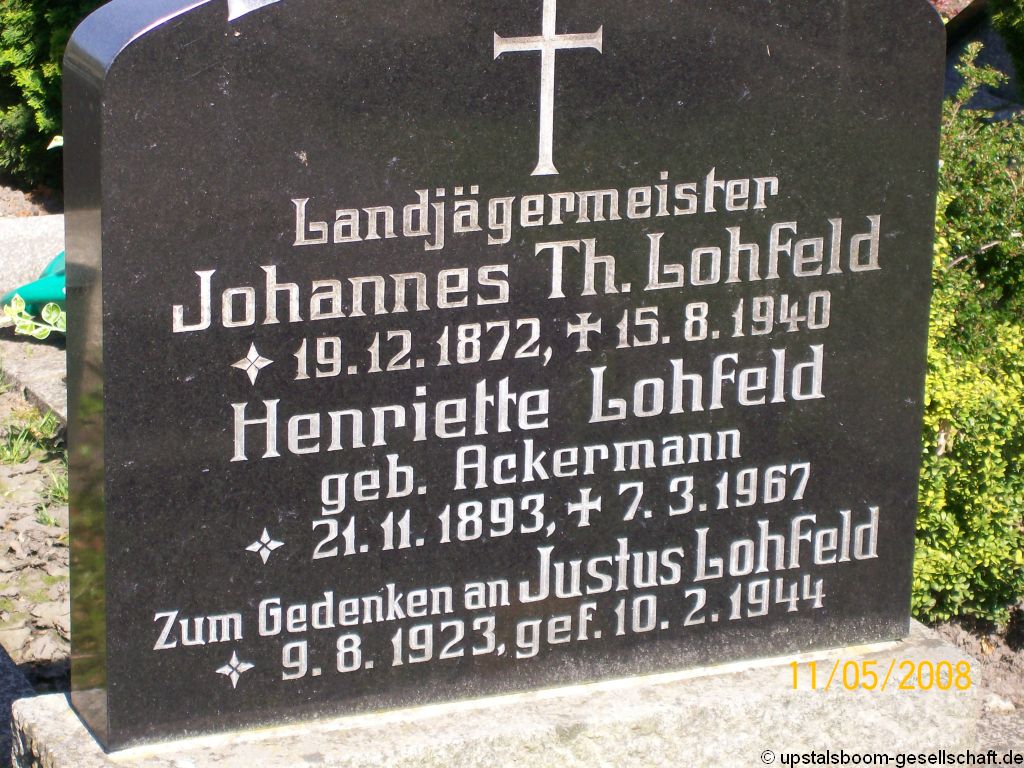 Landjägermeister
Johannes Th. Lohfeld
19.12.1872, 15.8.1940
Henriette Lohfeld
geb. Ackermann
21.11.1893, 7.3.1967
Zum Gedenken an Justus Lohfeld
9.8.1923, gef. 10.2.1944
11/05/2008
© upstalsboom-gesellschaft.de